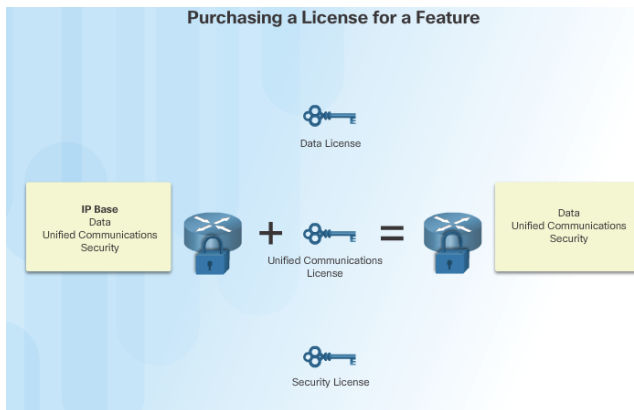 Purchasing a License for a Feature
Data License
IP Base
Data
Unified Communications
Security
Unified Communications
License
Data
Unified Communications
Security
Security License